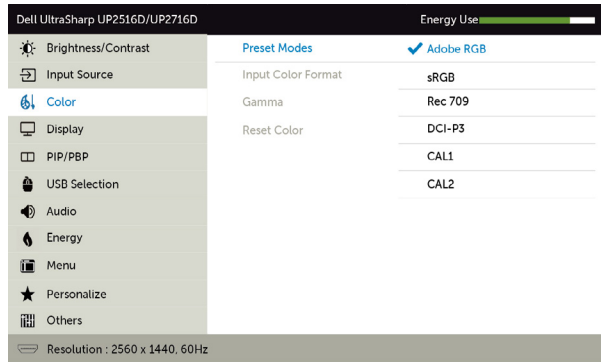 Dell UltraSharp UP2516D/UP2716D Energy Use
Brightness/Contrast Preset Modes Adobe RGB
Input Source Input Color Format sRGB
Color Gamma Rec 709
Display Reset Color DCI-P3
PIP/PBP CAL1
USB Selection CAL2
Audio
Energy
Menu
Personalize
Others
Resolution : 2560 x 1440, 60Hz